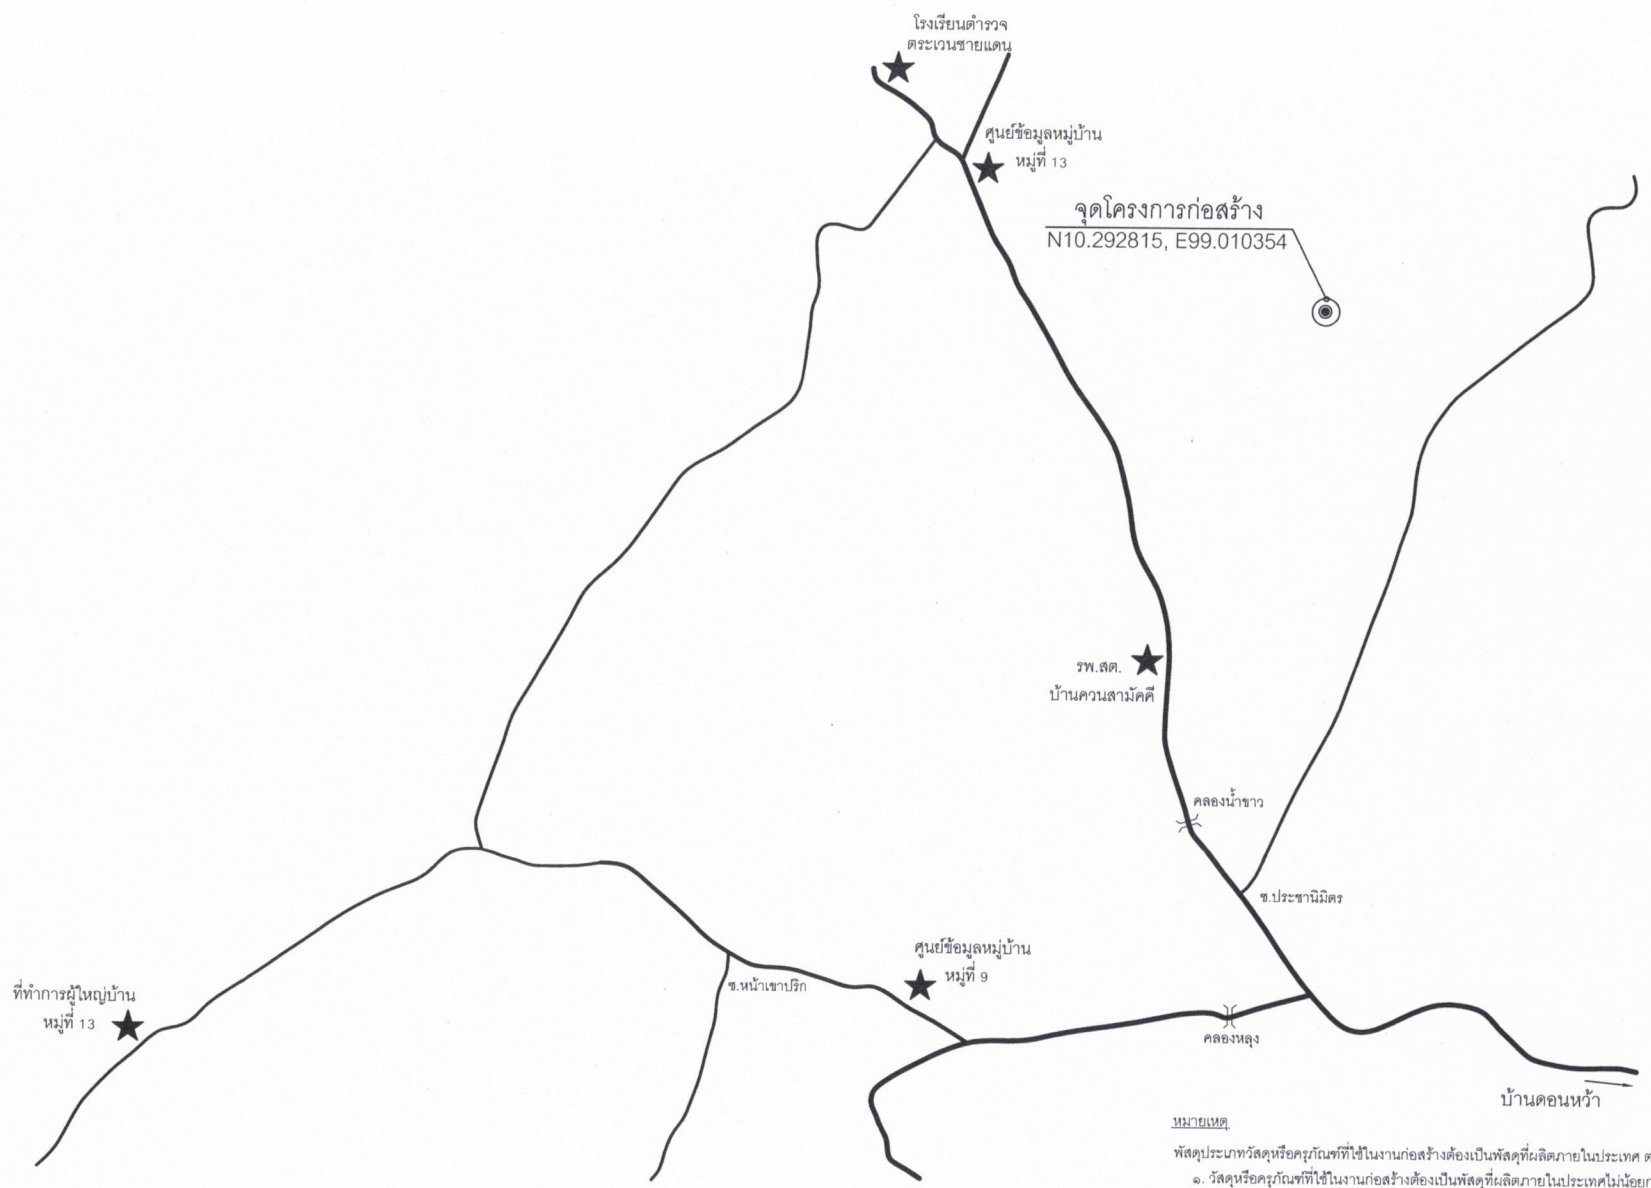 โรงเรียนตำรวจ
ตระเวนชายแดน
ศูนย์ข้อมูลหมู่บ้าน
หมู่ที่ 13
จุดโครงการก่อสร้าง
N10.292815, E99.010354
รพ.สต.
บ้านควนสามัคคี
คลองน้ำขาว
ซ.ประชานิมิตร
ศูนย์ข้อมูลหมู่บ้าน
หมู่ที่ 9
ซ.หน้าเขาปริก
ที่ทำการผู้ใหญ่บ้าน
หมู่ที่ 13
คลองหลุง
บ้านดอนหว้า
หมายเหตุ
พัสดุประเภทวัสดุหรือครุภัณฑ์ที่ใช้ในงานก่อสร้างต้องเป็นพัสดุที่ผลิตภายในประเทศ
๑. วัสดุหรือครุภัณฑ์ที่ใช้ในงานก่อสร้างต้องเป็นพัสดุที่ผลิตภายในประเทศไม่น้อย